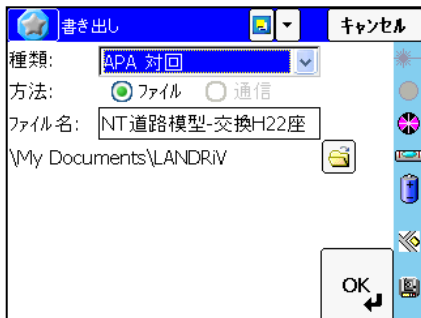 書き出し
キャンセル
種類: APA 対回
方法: ファイル 通信
ファイル名: NT道路模型-交換H22座
\My Documents\LANDRiV
OK